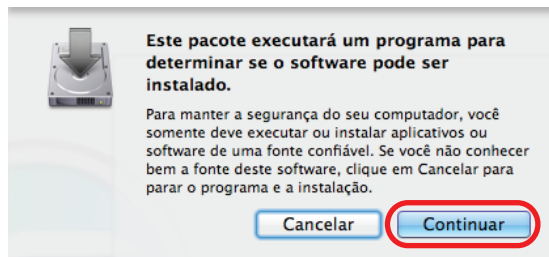 Este pacote executará um programa para
determinar se o software pode ser
instalado.
Para manter a segurança do seu computador, você
somente deve executar ou instalar aplicativos ou
software de uma fonte confiável. Se você não conhecer
bem a fonte deste software, clique em Cancelar para
parar o programa e a instalação.
Cancelar
Continuar